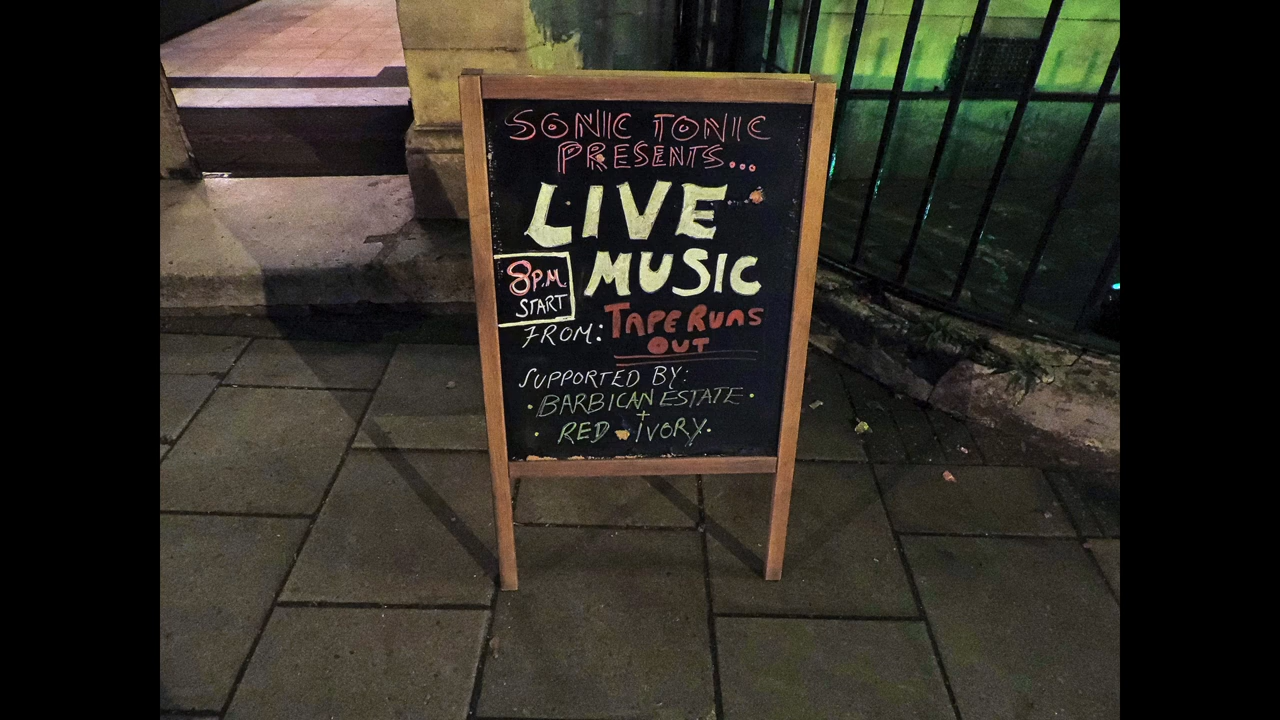 SONIC TONIC
PRESENTS...
LIVE
MUSIC
8P.M.
START
FROM: TAPE RUNS
OUT
SUPPORTED BY:
• BARBICAN ESTATE •
+
• RED IVORY •